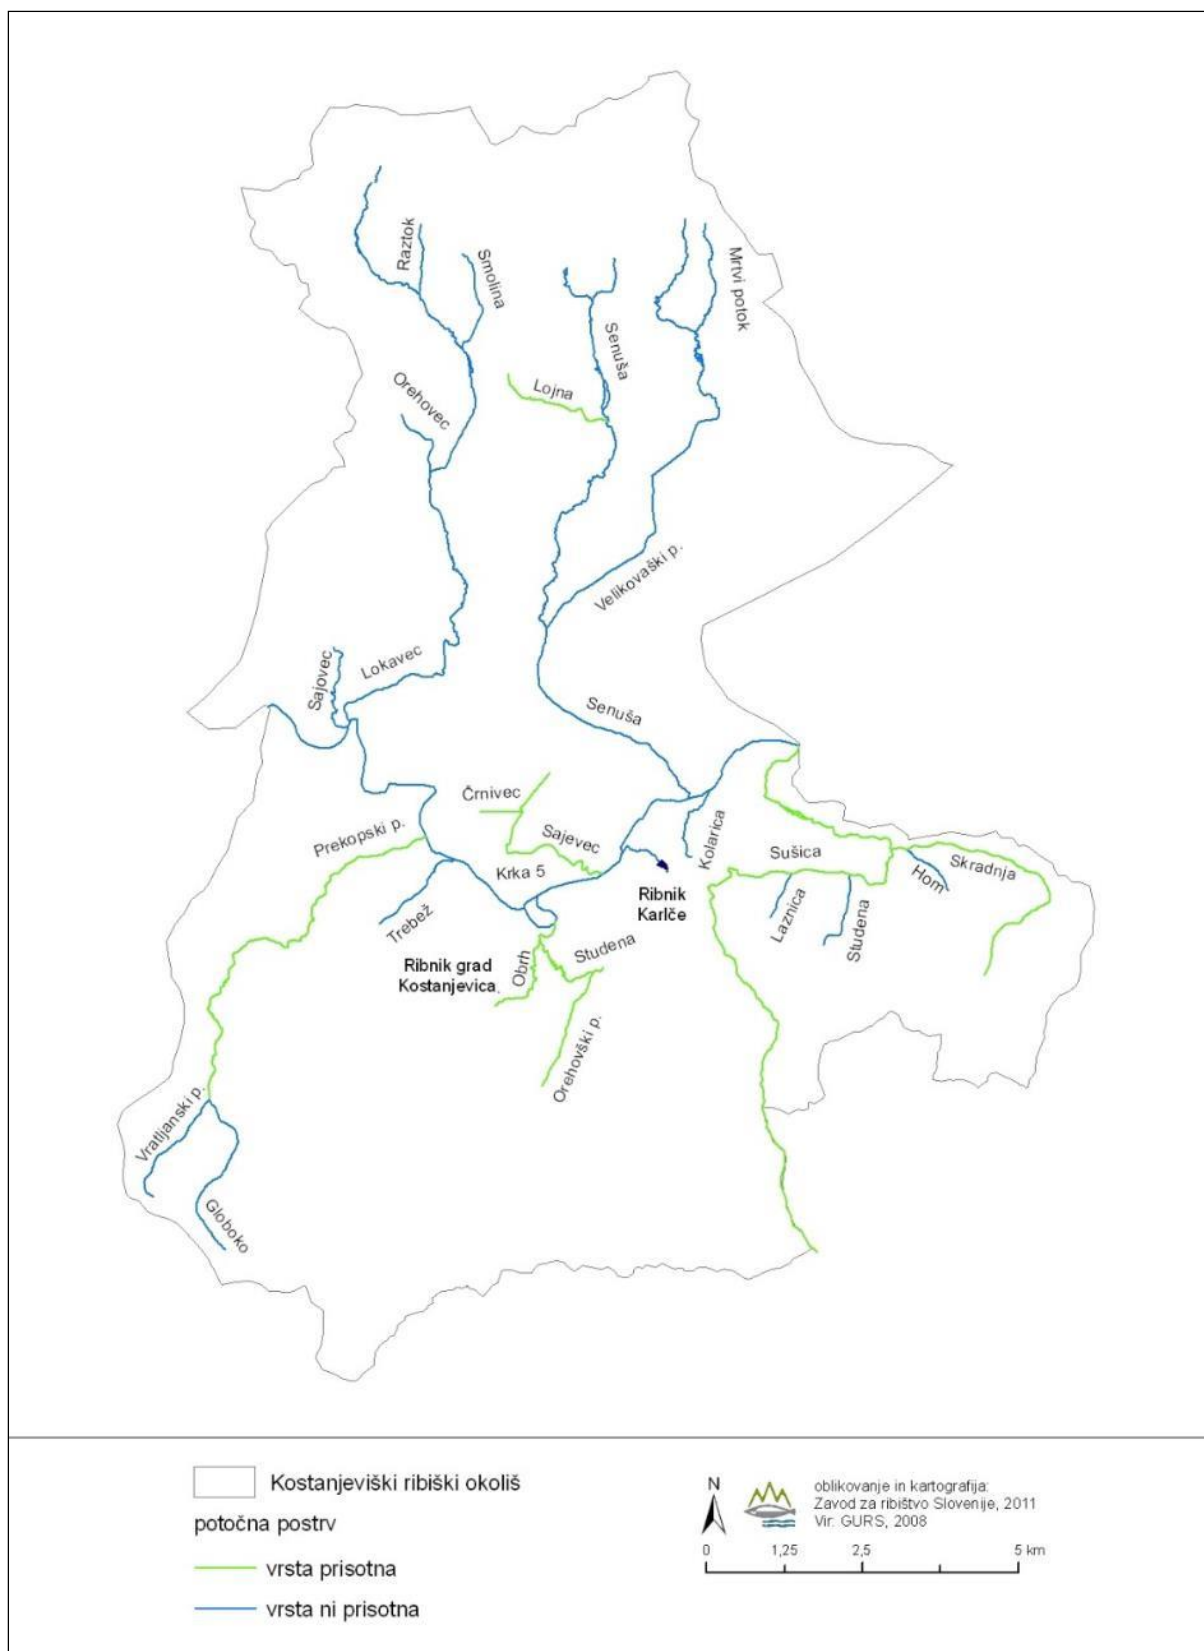 Raztok
Smolina
Mrtvi potok
Senuša
Lojna
Orehovec
Velikovaški p.
Sajovec
Lokavec
Senuša
Črnivec
Prekopski p.
Sajevec
Kolarica
Sušica
Skradnja
Krka 5
Hom
Ribnik
Karlče
Laznica
Studena
Trebež
Ribnik grad
Kostanjevica
Obrh
Studena
Orehovški p.
Vratljanski p.
Globoko
Kostanjeviški ribiški okoliš
potočna postrv
vrsta prisotna
vrsta ni prisotna
N
oblikovanje in kartografija:
Zavod za ribištvo Slovenije, 2011
Vir: GURS, 2008
0 1,25 2,5 5 km